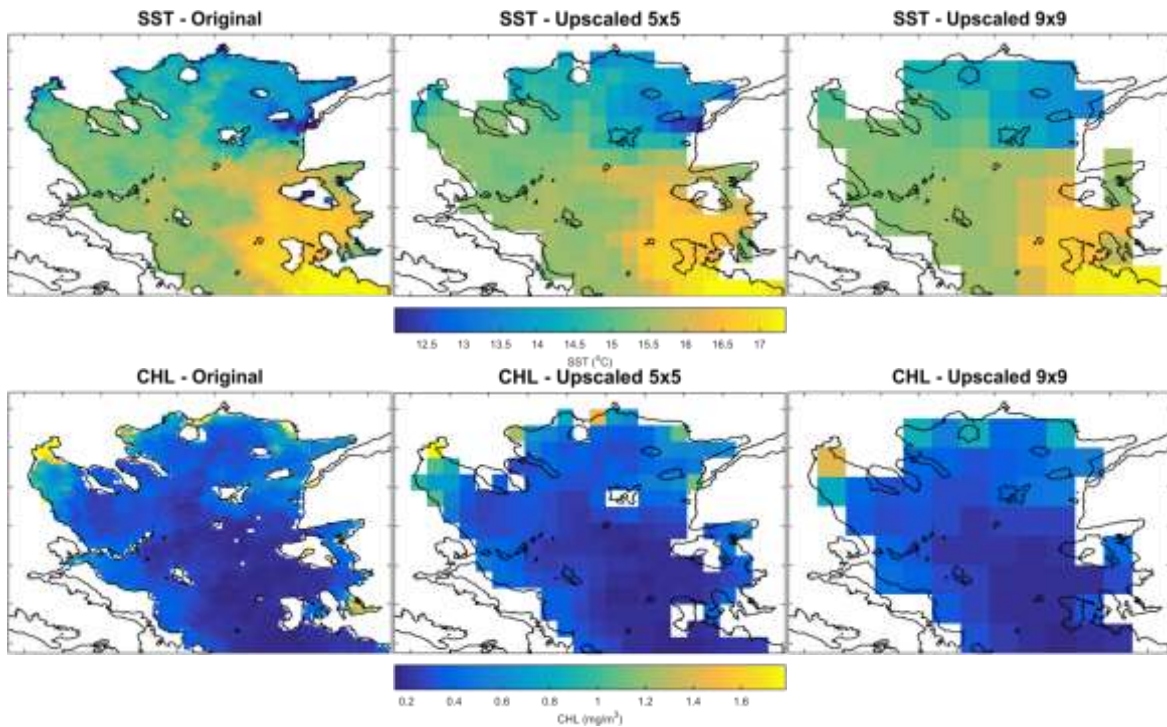 SST - Original SST - Upscaled 5x5 SST - Upscaled 9x9
12.5 13 13.5 14 14.5 15 15.5 16 16.5 17
SST (°C)
CHL - Original CHL - Upscaled 5x5 CHL - Upscaled 9x9
0.2 0.4 0.6 0.8 1 1.2 1.4 1.6
CHL (mg/m³)